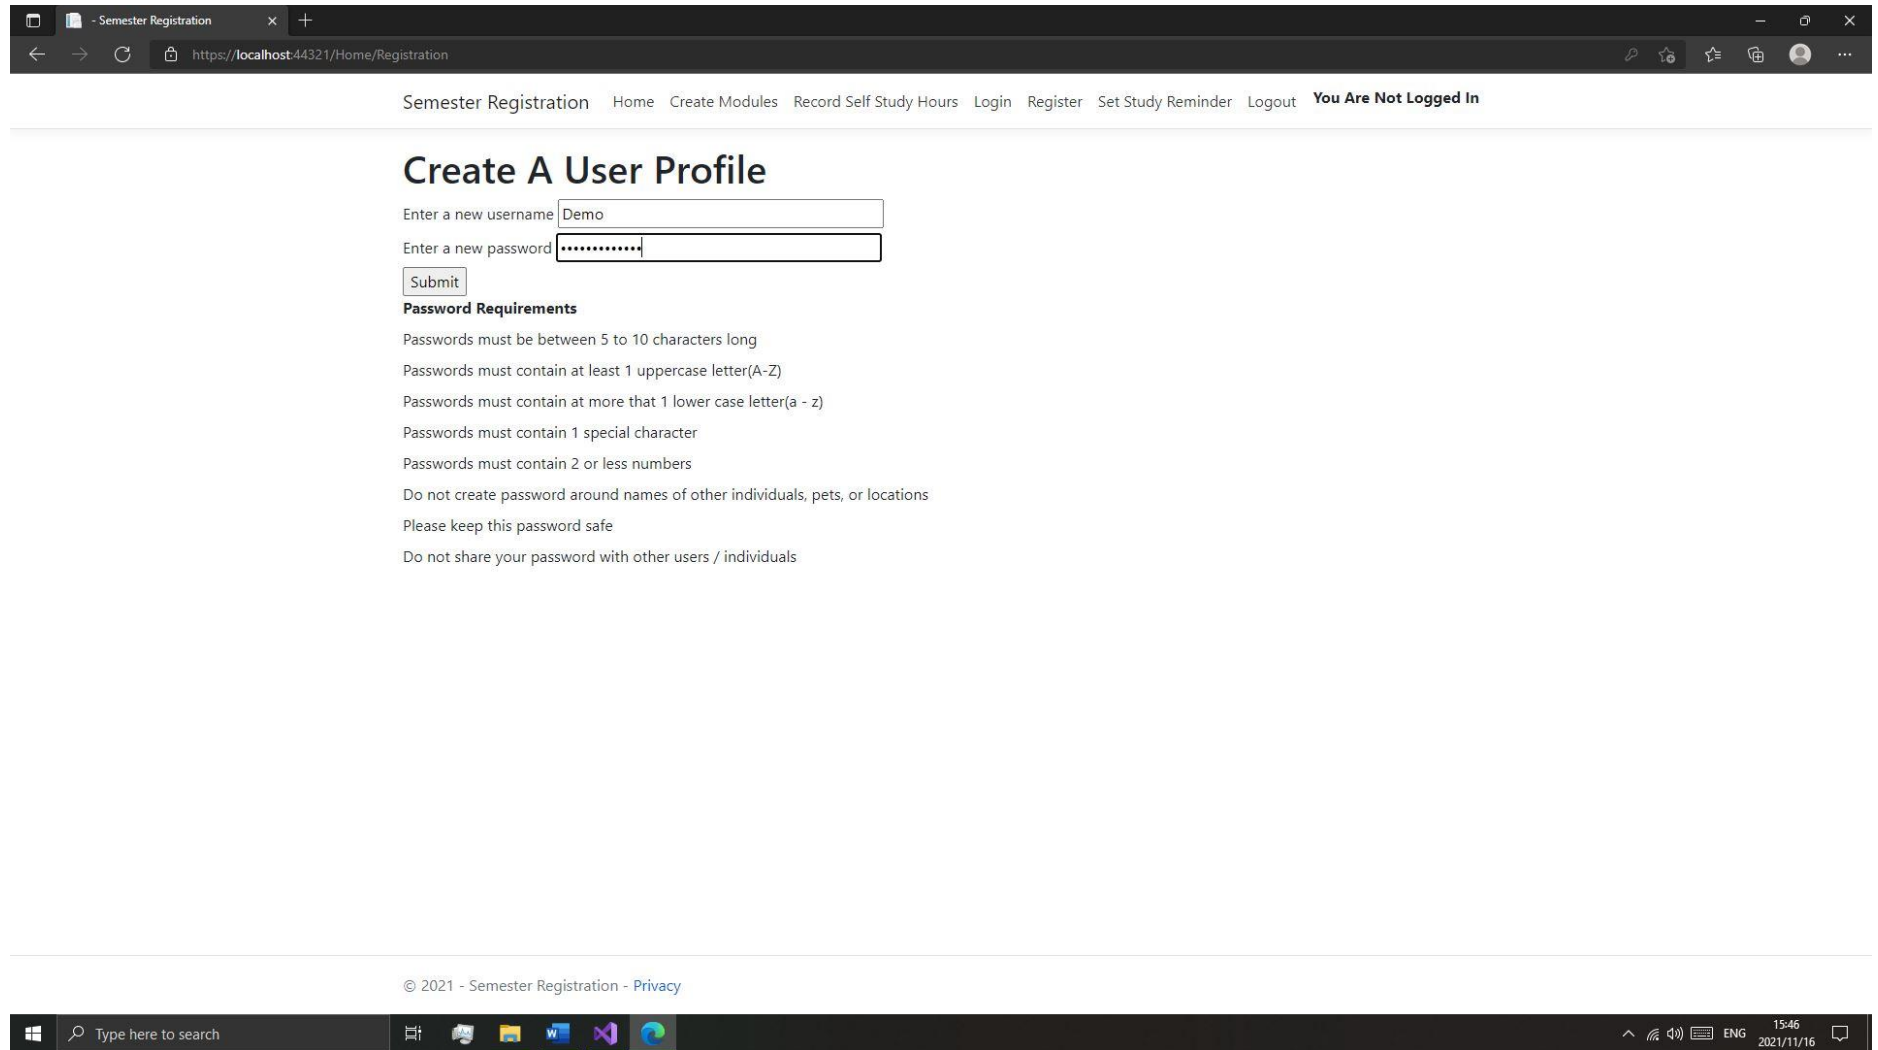 - Semester Registration
https://localhost:44321/Home/Registration
Semester Registration Home Create Modules Record Self Study Hours Login Register Set Study Reminder Logout You Are Not Logged In
Create A User Profile
Enter a new username Demo
Enter a new password •••••••••••••
Submit
Password Requirements
Passwords must be between 5 to 10 characters long
Passwords must contain at least 1 uppercase letter(A-Z)
Passwords must contain at more that 1 lower case letter(a - z)
Passwords must contain 1 special character
Passwords must contain 2 or less numbers
Do not create password around names of other individuals, pets, or locations
Please keep this password safe
Do not share your password with other users / individuals
© 2021 - Semester Registration - Privacy
Type here to search
ENG
15:46
2021/11/16